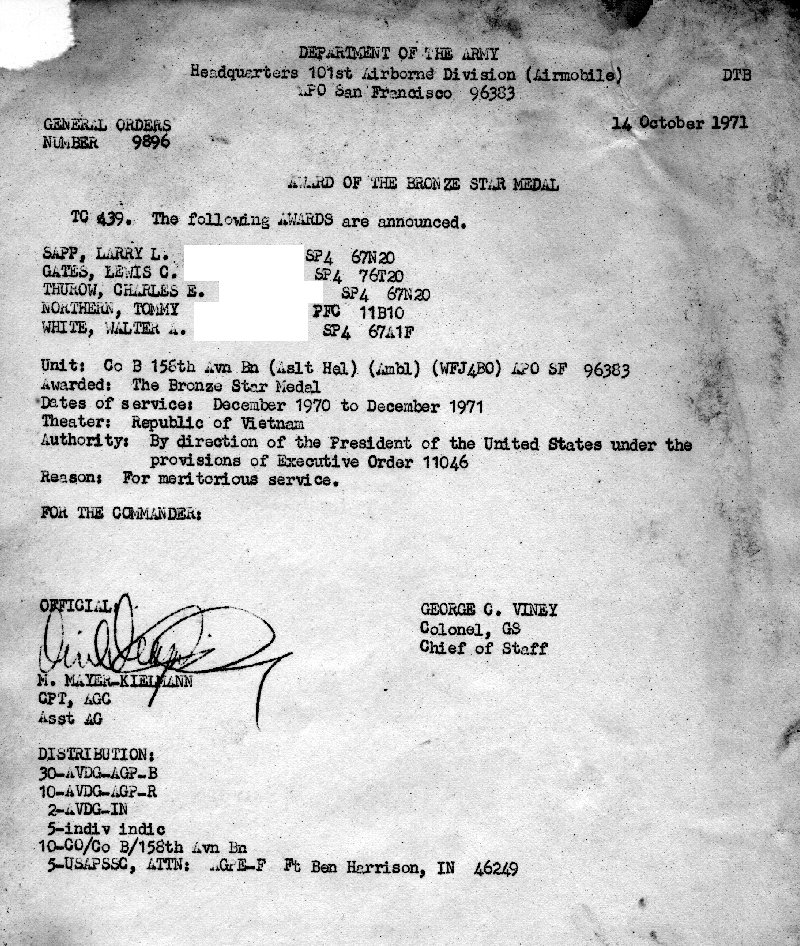 DEPARTMENT OF THE ARMY
Headquarters 101st Airborne Division (Airmobile) DTB
APO San Francisco 96383
GENERAL ORDERS 14 October 1971
NUMBER 9896
AWARD OF THE BRONZE STAR MEDAL
TC 439. The following AWARDS are announced.
SAPP, LARRY L. SP4 67N20
GATES, LEWIS C. SP4 76T20
THUROW, CHARLES E. SP4 67N20
NORTHERN, TOMMY PFC 11B10
WHITE, WALTER A. SP4 67A1F
Unit: Co B 158th Avn Bn (Aslt Hel) (Ambl) (WFJ4B0) APO SF 96383
Awarded: The Bronze Star Medal
Dates of service: December 1970 to December 1971
Theater: Republic of Vietnam
Authority: By direction of the President of the United States under the
provisions of Executive Order 11046
Reason: For meritorious service.
FOR THE COMMANDER:
OFFICIAL: GEORGE C. VINEY
Colonel, GS
Chief of Staff
M. MAYER-KIELMANN
CPT, AGC
Asst AG
DISTRIBUTION:
30-AVDG-AGP-B
10-AVDG-AGP-R
2-AVDG-IN
5-indiv indic
10-CO/Co B/158th Avn Bn
5-USAPSSC, ATTN: AGPE-F Ft Ben Harrison, IN 46249